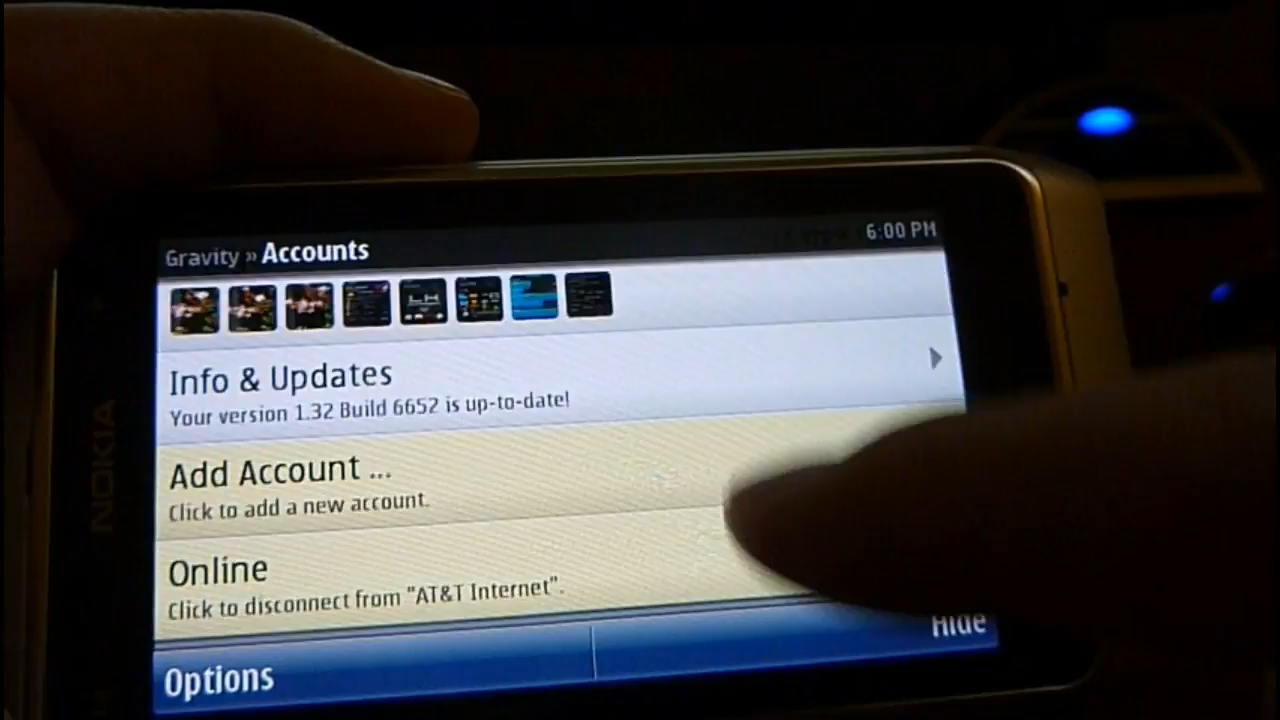 Gravity » Accounts
6:00 PM
Info & Updates
Your version 1.32 Build 6652 is up-to-date!
Add Account ...
Click to add a new account.
Online
Click to disconnect from "AT&T Internet".
Options
Hide
NOKIA